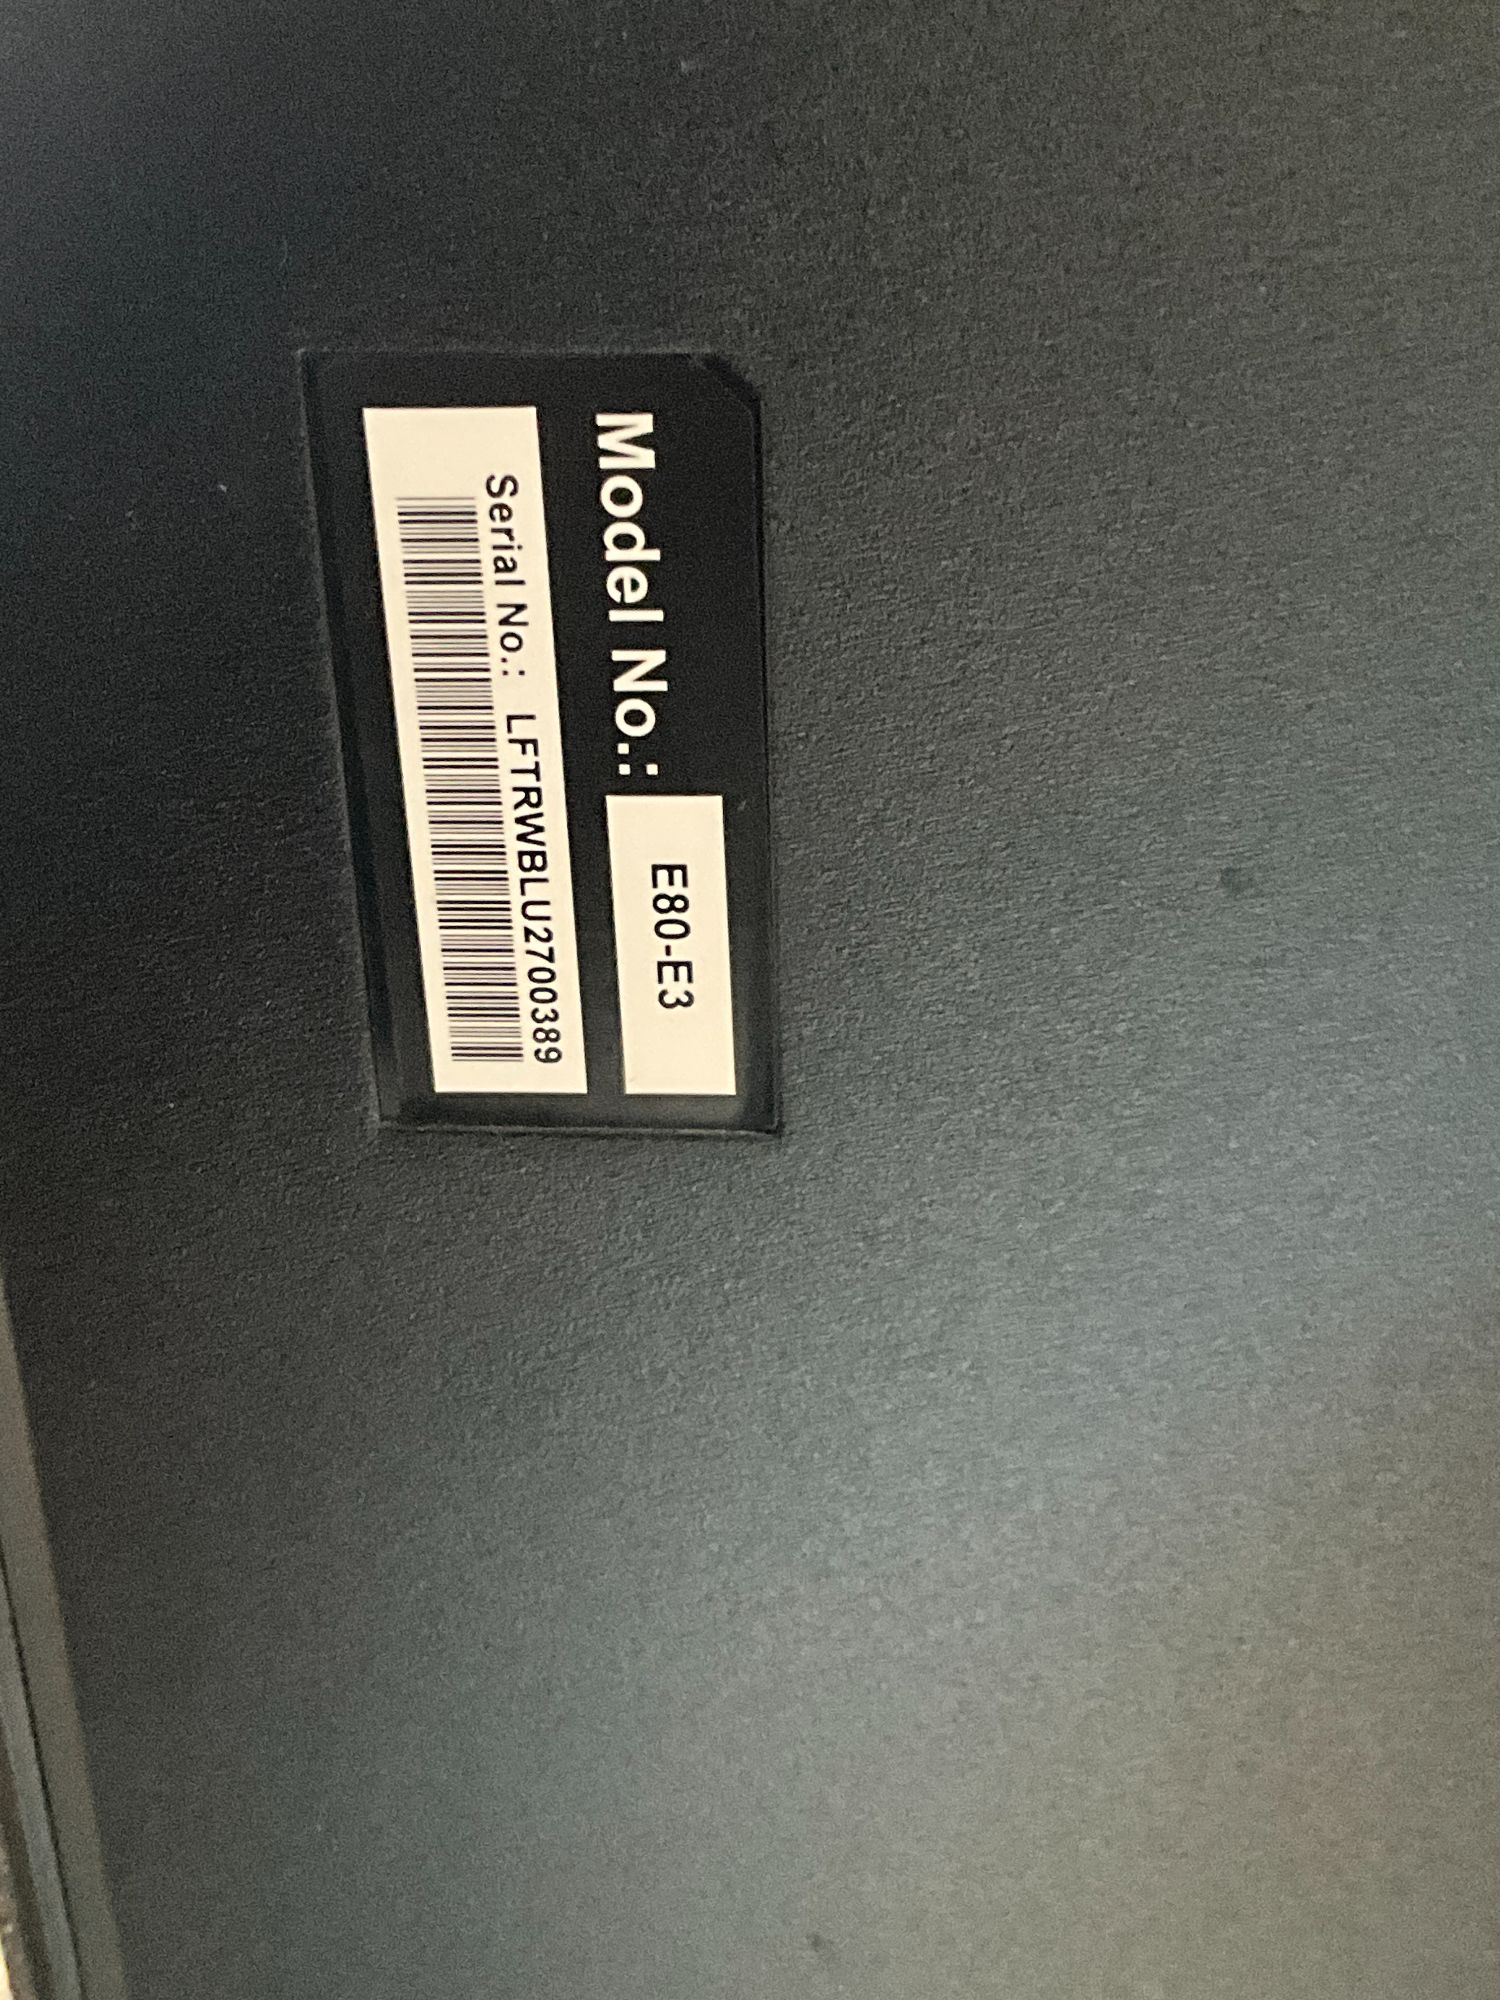 Model No.: E80-E3
Serial No.: LFTRWBLU2700389